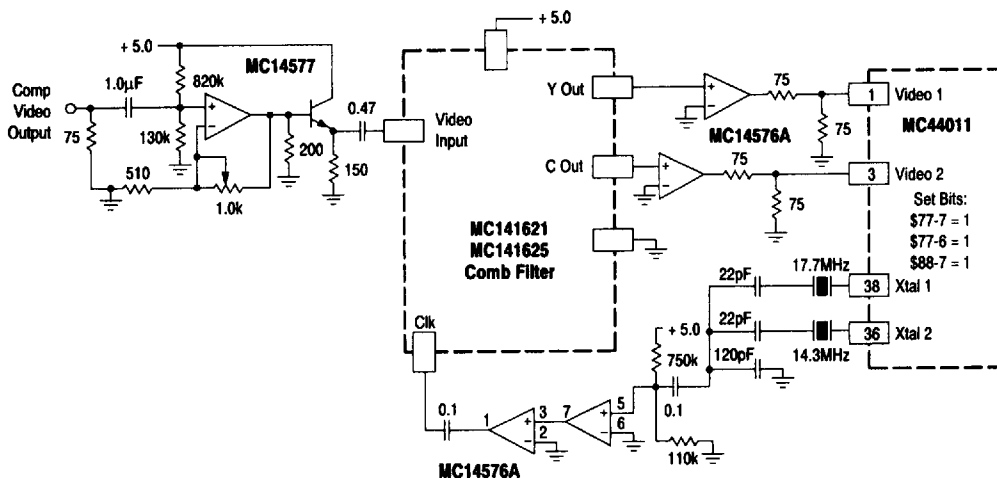 + 5.0
+ 5.0
MC14577
820k
1.0µF
Comp
Video
Output
75
130k
510
1.0k
200
150
0.47
Video
Input
MC141621
MC141625
Comb Filter
Clk
Y Out
C Out
75
75
MC14576A
75
75
1
Video 1
MC44011
3
Video 2
Set Bits:
$77-7 = 1
$77-6 = 1
$88-7 = 1
22pF
17.7MHz
38
Xtal 1
22pF
14.3MHz
36
Xtal 2
120pF
+ 5.0
750k
0.1
110k
5
6
7
3
2
1
0.1
MC14576A
+
−
+
−
+
−
+
−
+
−